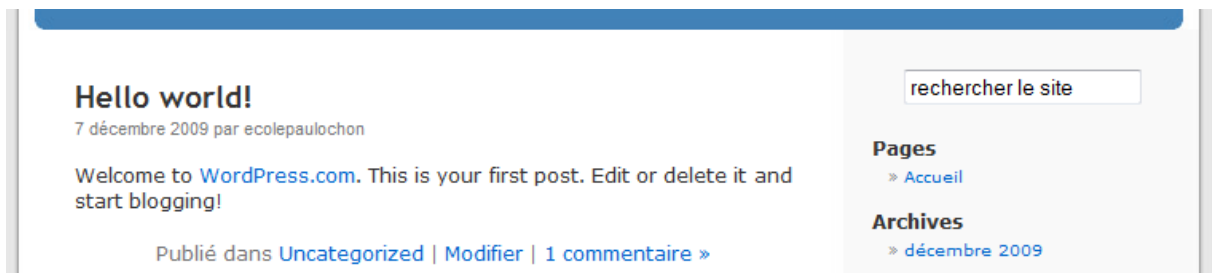 Hello world!
7 décembre 2009 par ecolepaulochon
Welcome to WordPress.com. This is your first post. Edit or delete it and
start blogging!
Publié dans Uncategorized | Modifier | 1 commentaire »
rechercher le site
Pages
» Accueil
Archives
» décembre 2009